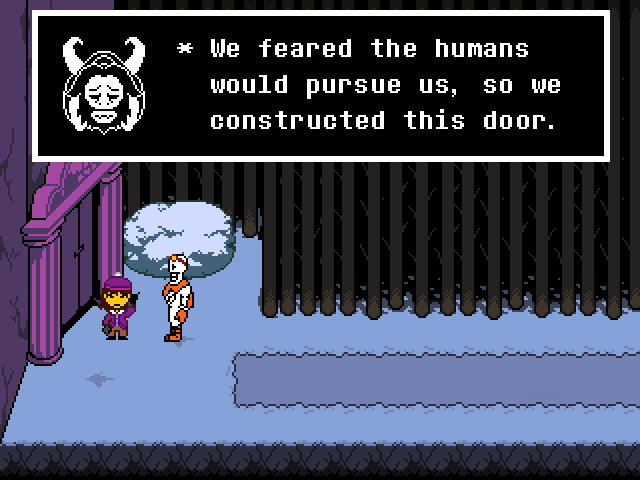 * We feared the humans
would pursue us, so we
constructed this door.